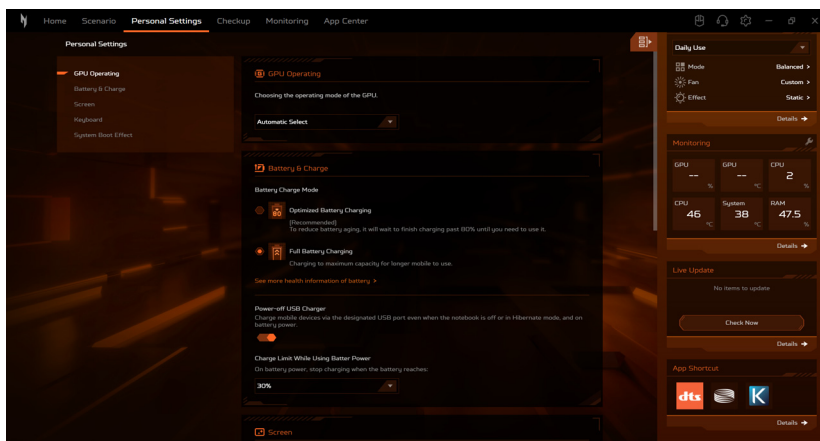 Home Scenario Personal Settings Checkup Monitoring App Center
Personal Settings
GPU Operating
Battery & Charge
Screen
Keyboard
System Boot Effect
GPU Operating
Choosing the operating mode of the GPU.
Automatic Select
Battery & Charge
Battery Charge Mode
80
Optimized Battery Charging
[Recommended]
To reduce battery aging, it will wait to finish charging past 80% until you need to use it.
Full Battery Charging
Charging to maximum capacity for longer mobile to use.
See more health information of battery >
Power-off USB Charger
Charge mobile devices via the designated USB port even when the notebook is off or in Hibernate mode, and on
battery power.
Charge Limit While Using Batter Power
On battery power, stop charging when the battery reaches:
30%
Screen
Daily Use
Mode Balanced >
Fan Custom >
Effect Static >
Details →
Monitoring
GPU GPU CPU
-- -- 2
% °C %
CPU System RAM
46 38 47.5
°C °C %
Details →
Live Update
No items to update
Check Now
Details →
App Shortcut
dts K
Details →